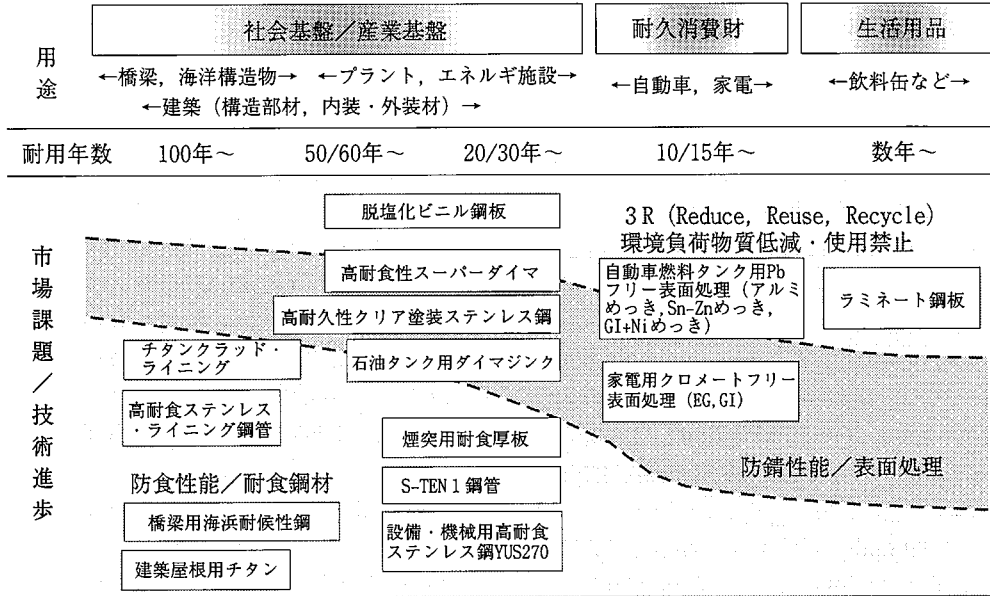 用途
社会基盤／産業基盤
耐久消費財
生活用品
←橋梁，海洋構造物→
←プラント，エネルギ施設→
←自動車，家電→
←飲料缶など→
←建築（構造部材，内装・外装材）→
耐用年数
100年～
50/60年～
20/30年～
10/15年～
数年～
市場課題／技術進歩
脱塩化ビニル鋼板
3R (Reduce, Reuse, Recycle)
環境負荷物質低減・使用禁止
高耐食性スーパーダイマ
自動車燃料タンク用Pb
フリー表面処理（アルミ
めっき,Sn-Znめっき,
GI+Niめっき）
ラミネート鋼板
高耐久性クリア塗装ステンレス鋼
チタンクラッド・
ライニング
石油タンク用ダイマジンク
家電用クロメートフリー
表面処理（EG,GI）
高耐食ステンレス
・ライニング鋼管
煙突用耐食厚板
防錆性能／表面処理
防食性能／耐食鋼材
S-TEN 1 鋼管
橋梁用海浜耐候性鋼
設備・機械用高耐食
ステンレス鋼YUS270
建築屋根用チタン